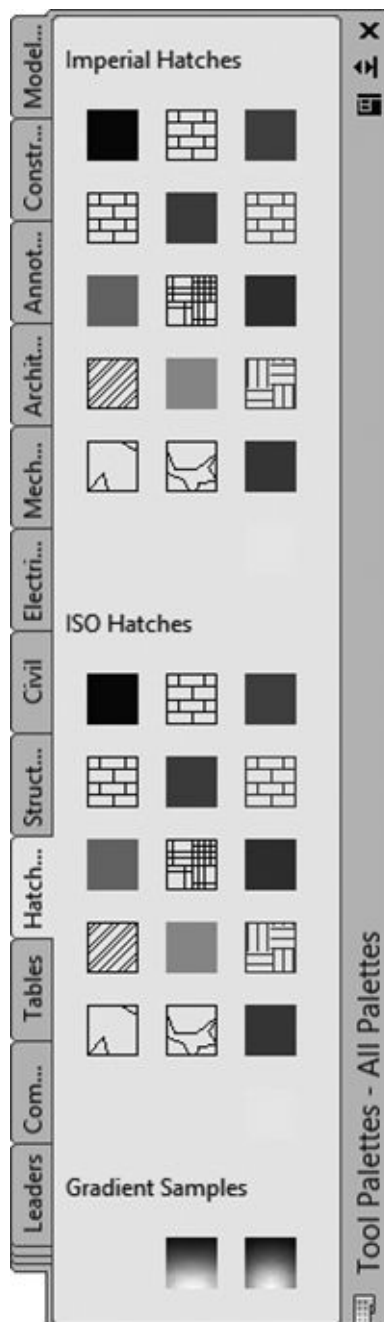 Model...
Constr...
Annot...
Archit...
Mech...
Electri...
Civil
Struct...
Hatch...
Tables
Com...
Leaders
Imperial Hatches
ISO Hatches
Gradient Samples
Tool Palettes - All Palettes